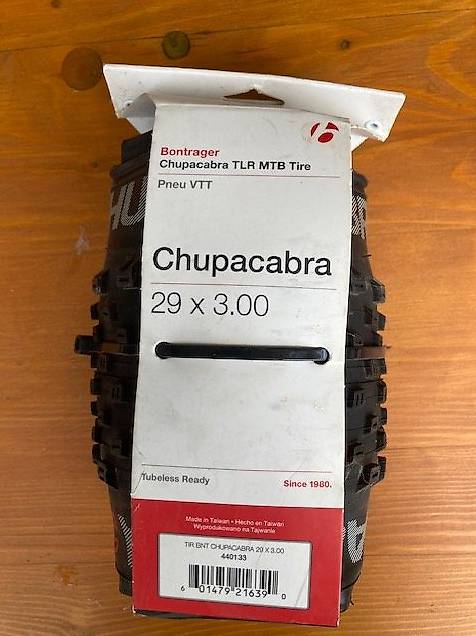 Bontrager
Chupacabra TLR MTB Tire
Pneu VTT
HU
Chupacabra
29 x 3.00
Tubeless Ready
Since 1980.
Made in Taiwan • Hecho en Taiwan
Wyprodukowano na Tajwanie
TIR BNT CHUPACABRA 29 X 3.00
440133
6 01479 21639 0